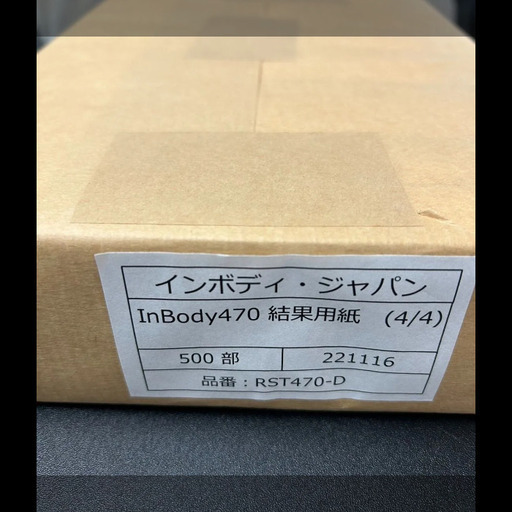 インボディ・ジャパン
InBody470 結果用紙 (4/4)
500 部 221116
品番：RST470-D